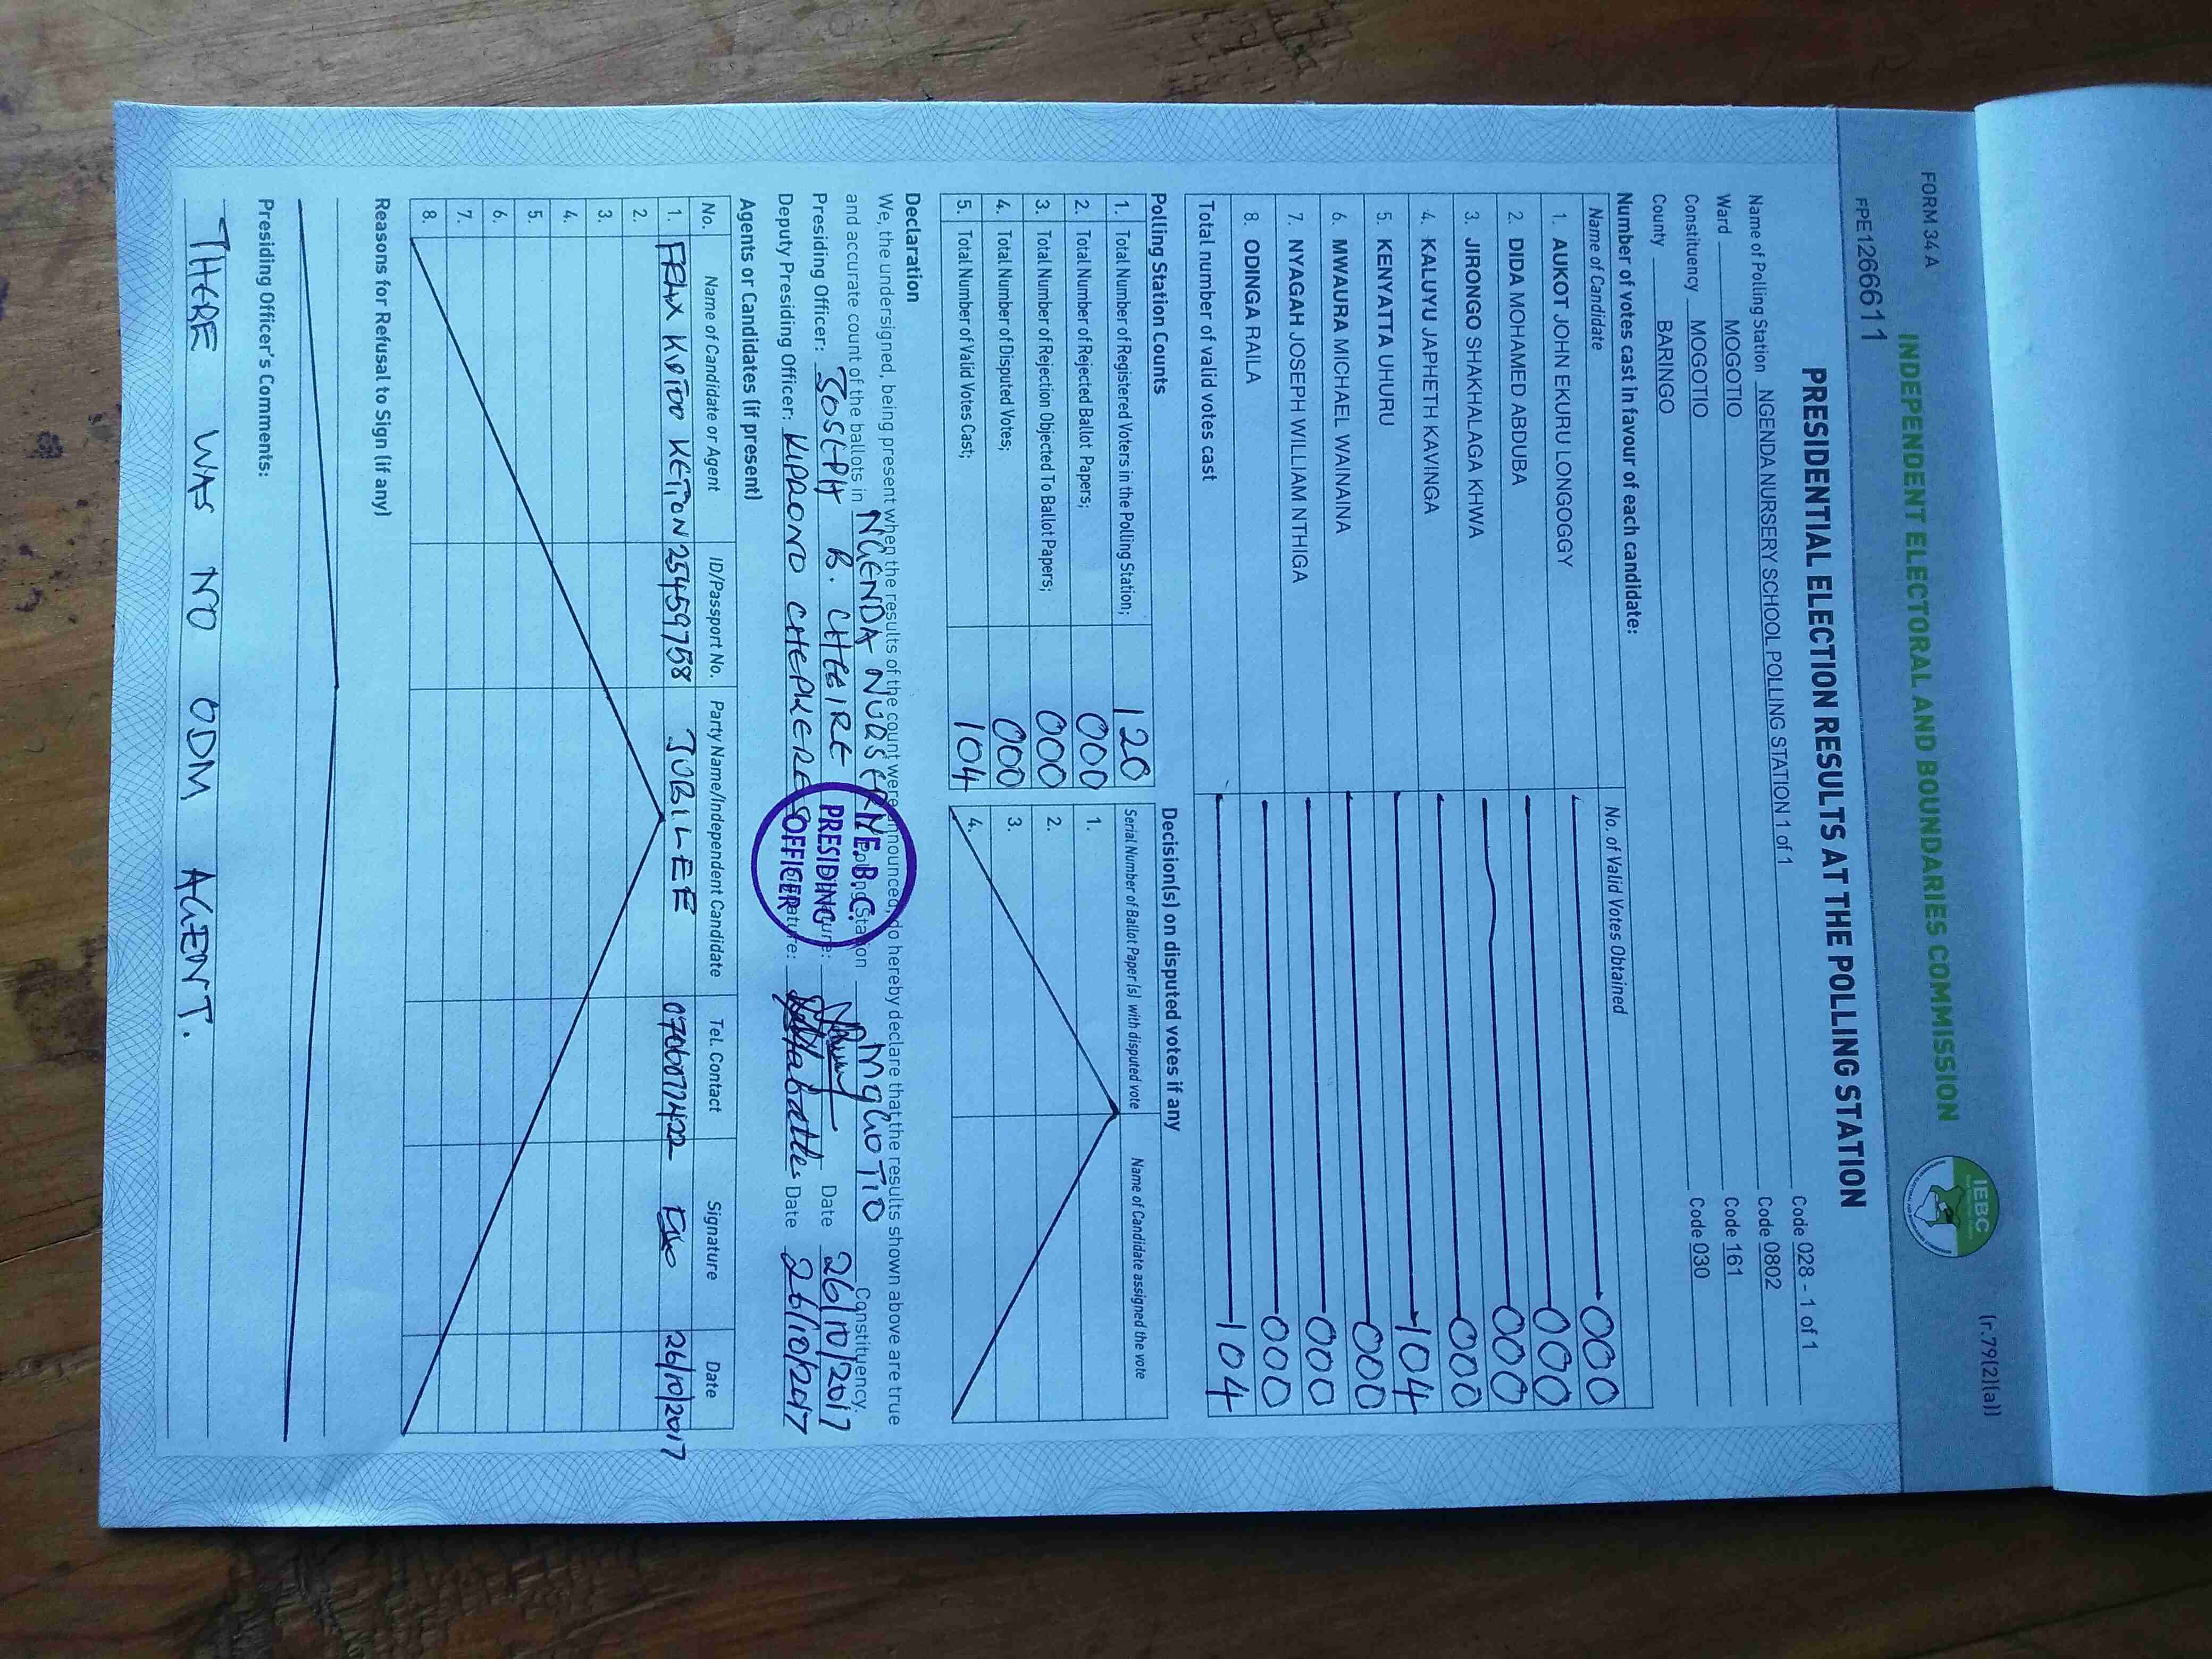 FORM 34 A
(r.79(2)(a))
INDEPENDENT ELECTORAL AND BOUNDARIES COMMISSION
IEBC
FPE1266611
PRESIDENTIAL ELECTION RESULTS AT THE POLLING STATION
Name of Polling Station NGENDA NURSERY SCHOOL POLLING STATION 1 of 1 Code 028 - 1 of 1
Ward MOGOTIO Code 0802
Constituency MOGOTIO Code 161
County BARINGO Code 030
Number of votes cast in favour of each candidate:
Name of Candidate No. of Valid Votes Obtained
1. AUKOT JOHN EKURU LONGOGGY 000
2. DIDA MOHAMED ABDUBA 000
3. JIRONGO SHAKHALAGA KHWA 000
4. KALUYU JAPHETH KAVINGA 000
5. KENYATTA UHURU 104
6. MWAURA MICHAEL WAINAINA 000
7. NYAGAH JOSEPH WILLIAM NTHIGA 000
8. ODINGA RAILA 000
Total number of valid votes cast 104
Polling Station Counts
1. Total Number of Registered Voters in the Polling Station; 120
2. Total Number of Rejected Ballot Papers; 000
3. Total Number of Rejection Objected To Ballot Papers; 000
4. Total Number of Disputed Votes; 000
5. Total Number of Valid Votes Cast; 104
Decision(s) on disputed votes if any
Serial Number of Ballot Paper (s) with disputed vote Name of Candidate assigned the vote
1.
2.
3.
4.
Declaration
We, the undersigned, being present when the results of the count were announced, do hereby declare that the results shown above are true
and accurate count of the ballots in NGENDA NURSERY Polling Station MOGOTIO Constituency.
Presiding Officer: JOSEPH B. CHEBIRE Signature: Date 26/10/2017
Deputy Presiding Officer: KIPRONO Signature: Date 26/10/2017
I.E.B.C.
PRESIDING
OFFICER
Agents or Candidates (if present)
No. Name of Candidate or Agent ID/Passport No. Party Name/Independent Candidate Tel. Contact Signature Date
1. FELIX KIPTOO 25459758 JUBILEE 0706077422 26/10/2017
2.
3.
4.
5.
6.
7.
8.
Reasons for Refusal to Sign (if any)
Presiding Officer's Comments:
THERE WAS NO ODM AGENT.